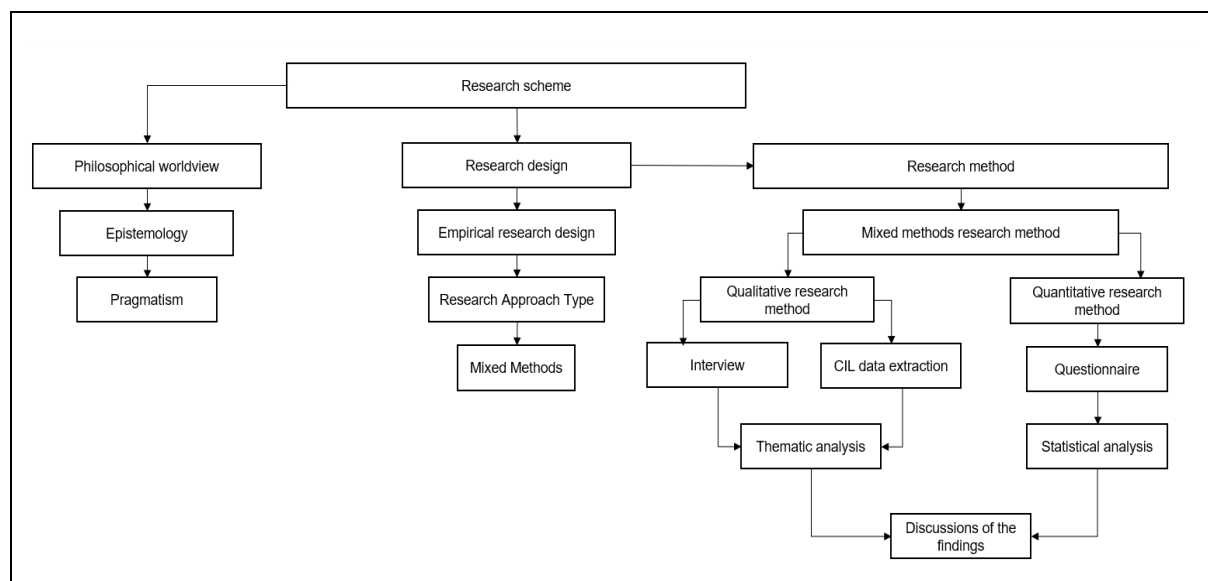 Research scheme
Philosophical worldview
Research design
Research method
Epistemology
Empirical research design
Mixed methods research method
Pragmatism
Research Approach Type
Qualitative research
method
Quantitative research
method
Mixed Methods
Interview
CIL data extraction
Questionnaire
Thematic analysis
Statistical analysis
Discussions of the
findings